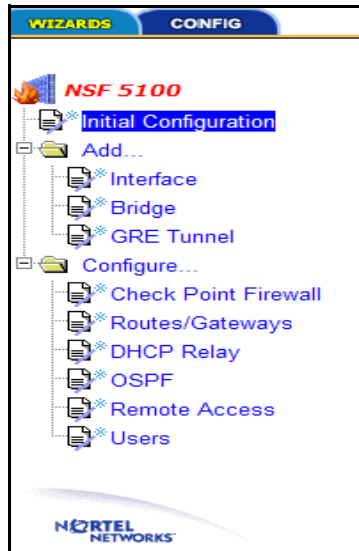 WIZARDS CONFIG
NSF 5100
Initial Configuration
Add...
Interface
Bridge
GRE Tunnel
Configure...
Check Point Firewall
Routes/Gateways
DHCP Relay
OSPF
Remote Access
Users
NORTEL
NETWORKS